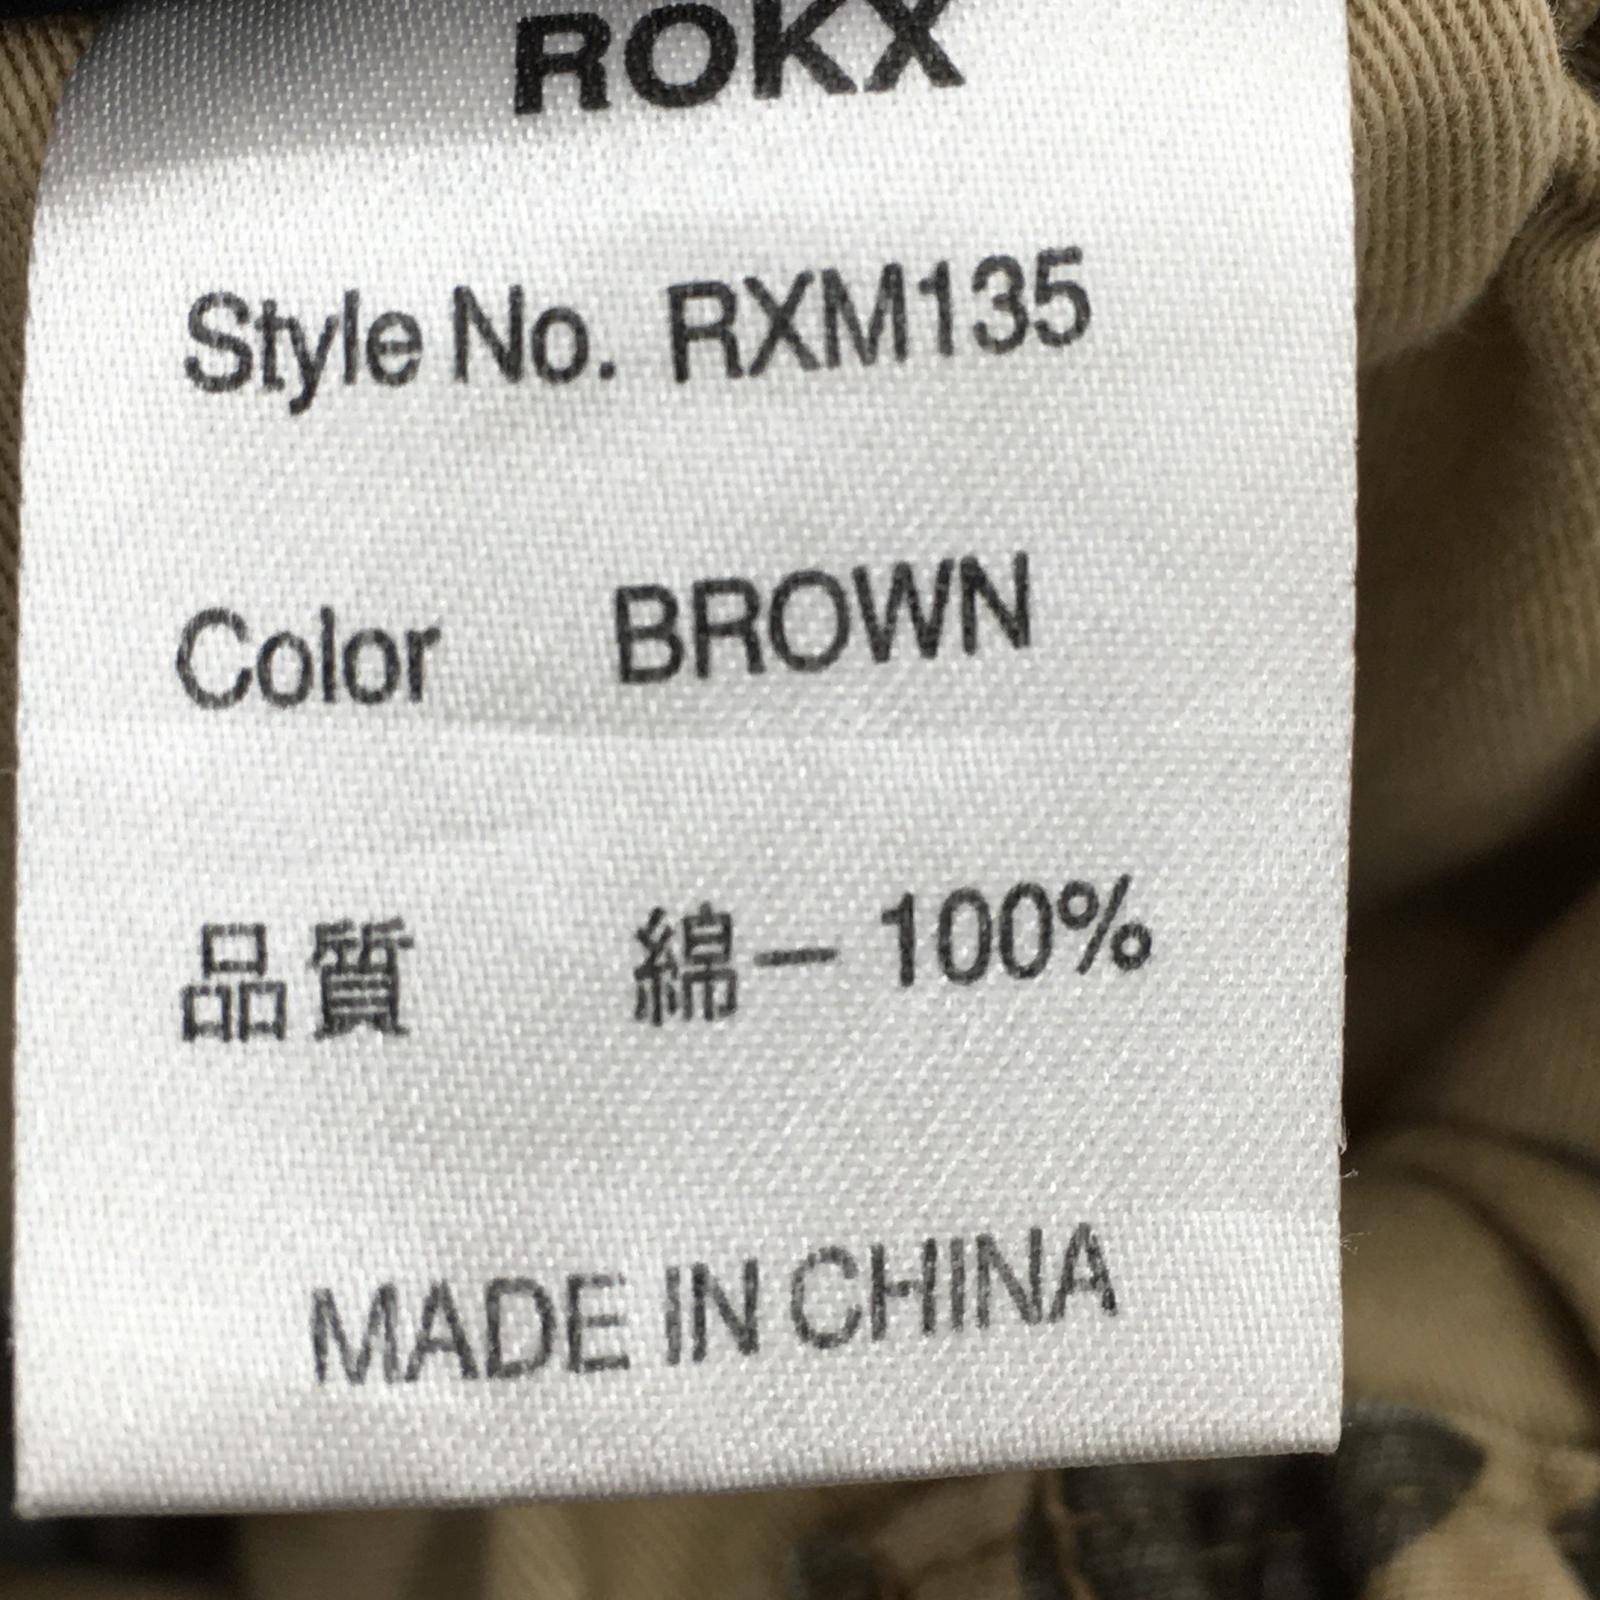 ROKX
Style No. RXM135
Color BROWN
品質 綿ー100%
MADE IN CHINA